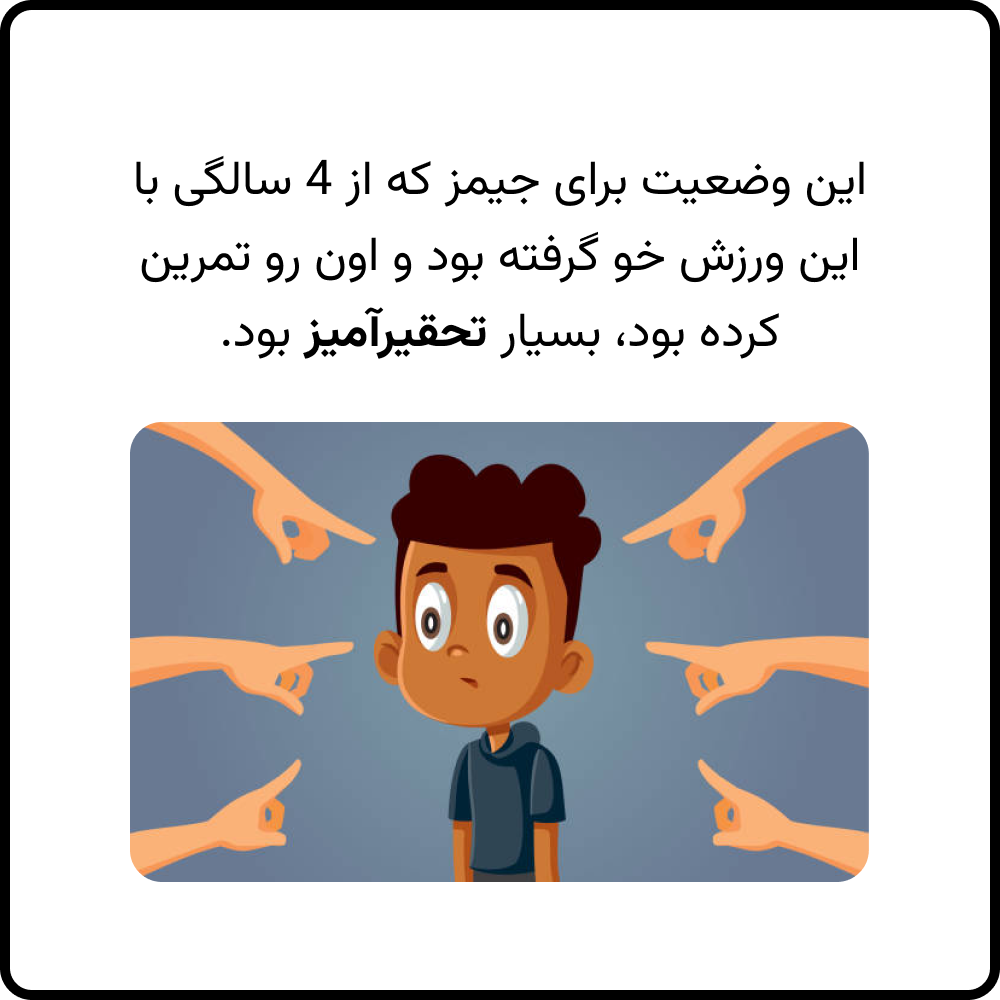 این وضعیت برای جیمز که از 4 سالگی با
این ورزش خو گرفته بود و اون رو تمرین
کرده بود، بسیار تحقیرآمیز بود.